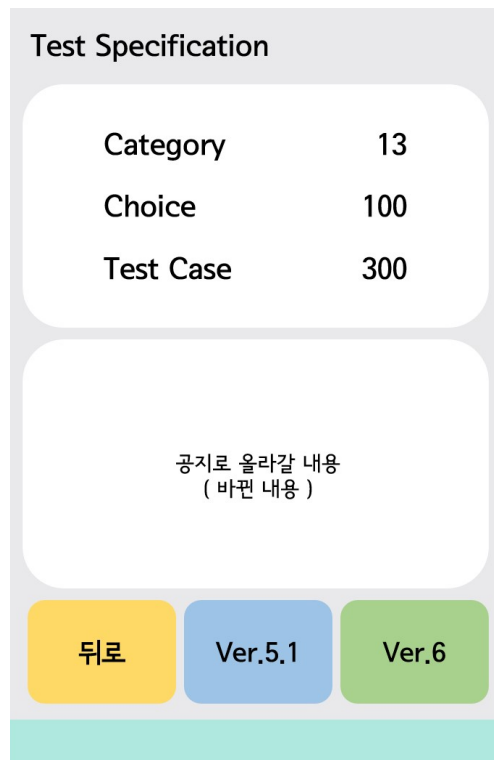 Test Specification
Category 13
Choice 100
Test Case 300
공지로 올라갈 내용
( 바뀐 내용 )
뒤로 Ver.5.1 Ver.6